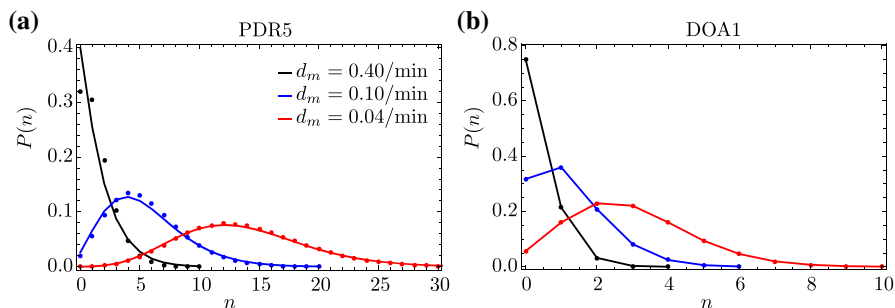 (a)
PDR5
P(n)
0.4
0.3
0.2
0.1
0.0
d_m = 0.40/min
d_m = 0.10/min
d_m = 0.04/min
0 5 10 15 20 25 30
n
(b)
DOA1
P(n)
0.8
0.6
0.4
0.2
0.0
0 2 4 6 8 10
n